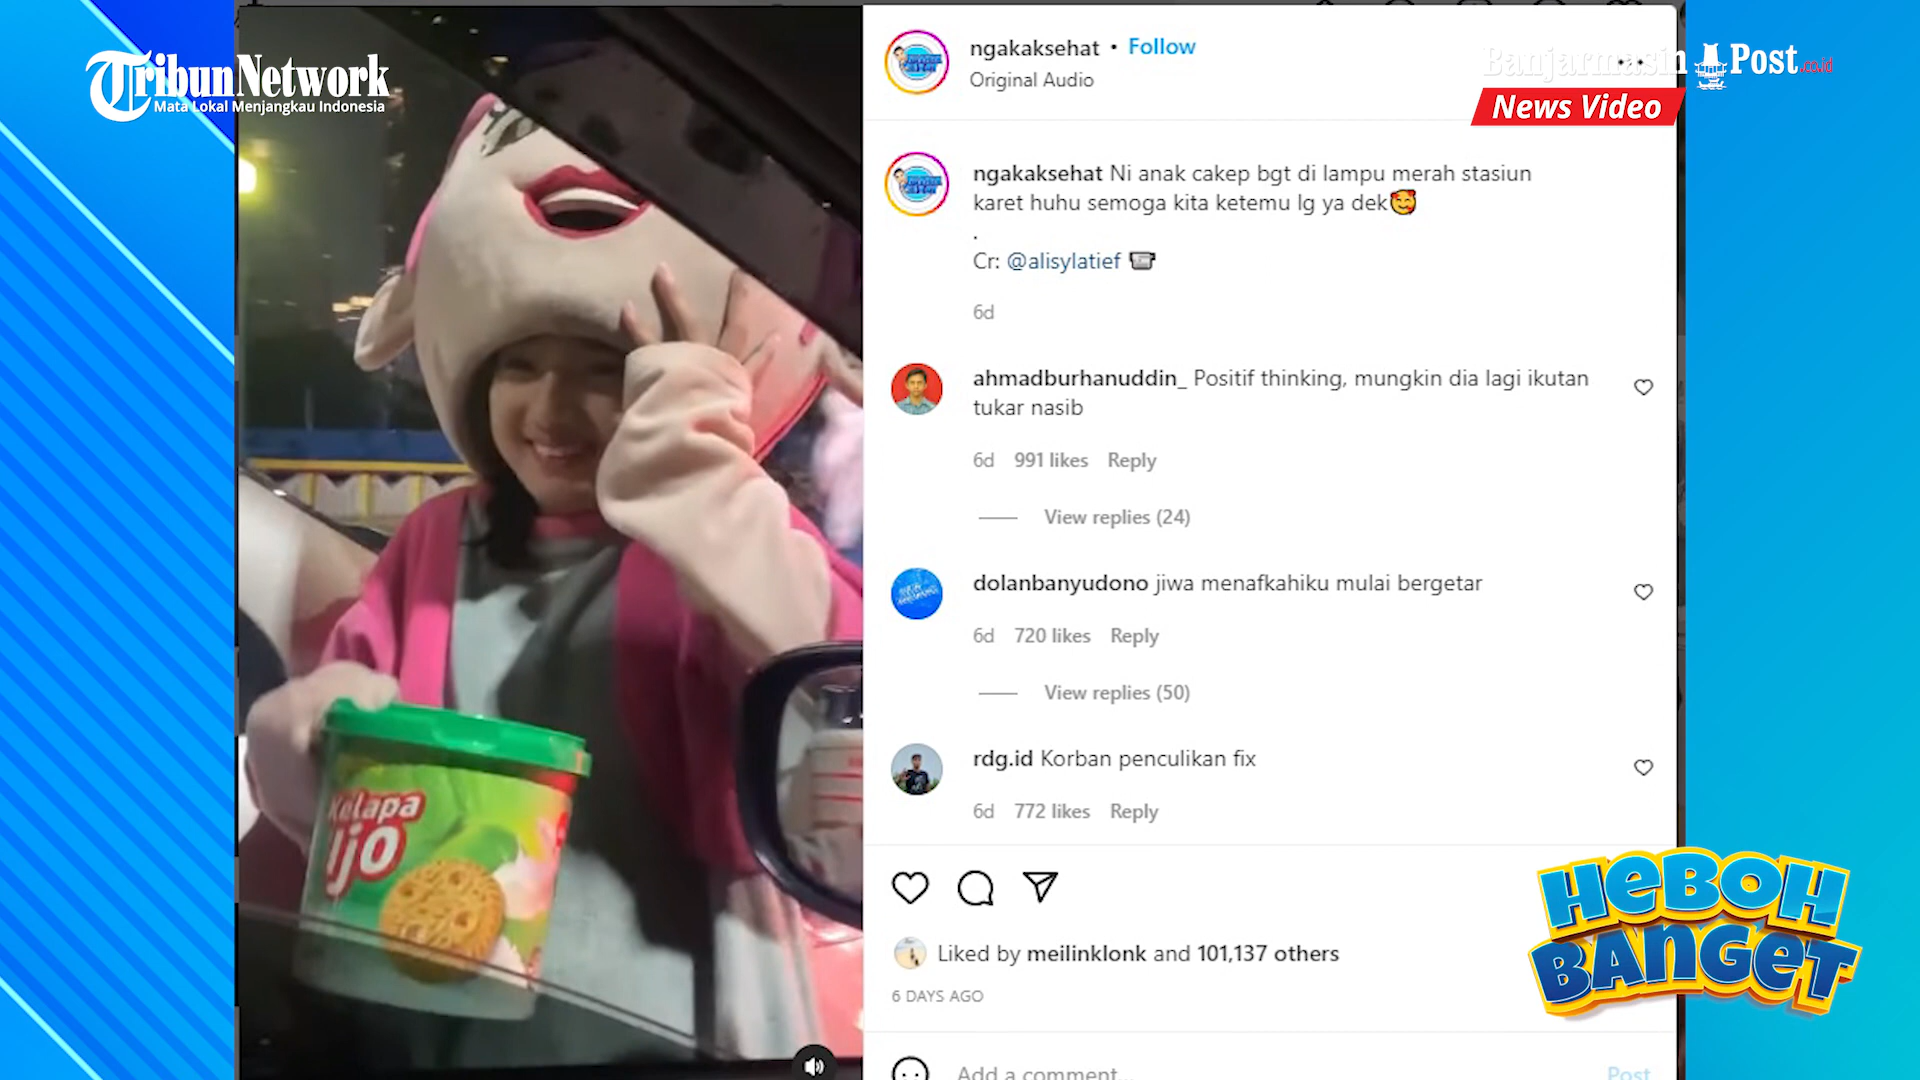 TribunNetwork
Mata Lokal Menjangkau Indonesia
Banjarmasin Post.co.id
News Video
ngakaksehat • Follow
Original Audio
ngakaksehat Ni anak cakep bgt di lampu merah stasiun
karet huhu semoga kita ketemu lg ya dek🥰
.
Cr: @alisylatief 📹
6d
ahmadburhanuddin_ Positif thinking, mungkin dia lagi ikutan
tukar nasib
6d 991 likes Reply
View replies (24)
dolanbanyudono jiwa menafkahiku mulai bergetar
6d 720 likes Reply
View replies (50)
rdg.id Korban penculikan fix
6d 772 likes Reply
Liked by meilinklonk and 101,137 others
6 DAYS AGO
Add a comment...
Post
Kelapa
Ijo
HEBOH
BANGET